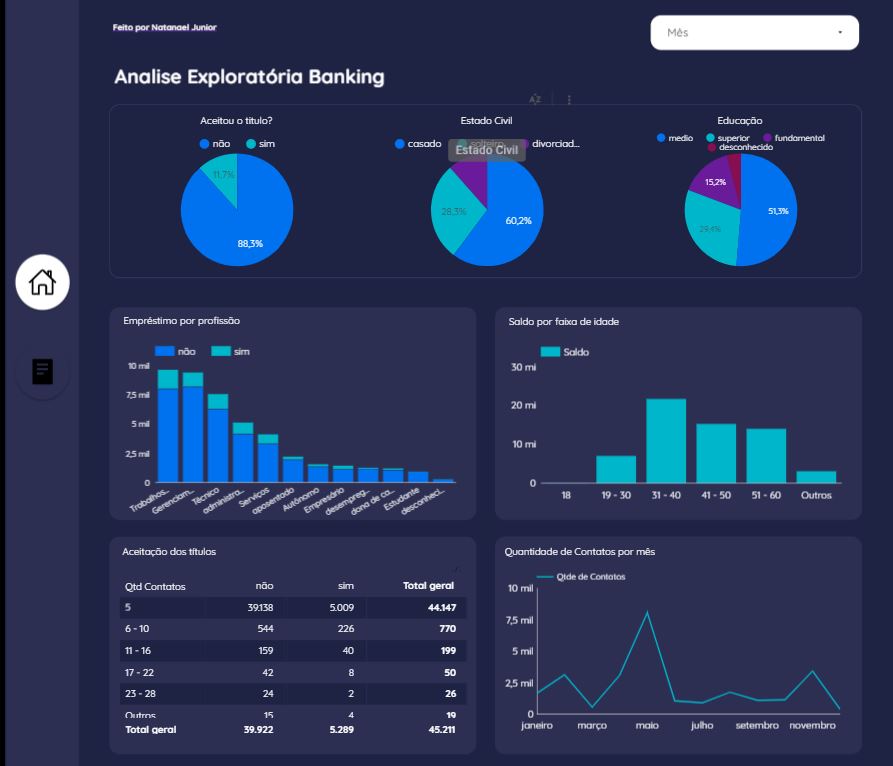 Feito por Natanael Junior
Mês
Analise Exploratória Banking
AZ
Aceitou o titulo?
não sim
11,7%
88,3%
Estado Civil
casado solteiro divorciad...
Estado Civil
28,3%
60,2%
Educação
medio superior fundamental
desconhecido
15,2%
51,3%
29,4%
Empréstimo por profissão
não sim
10 mil
7,5 mil
5 mil
2,5 mil
0
Trabalhos... Gerenciam... Técnico administra... Serviços aposentado Autônomo Empresário desempreg... dona de ca... Estudante desconheci...
Saldo por faixa de idade
Saldo
30 mi
20 mi
10 mi
0
18 19 - 30 31 - 40 41 - 50 51 - 60 Outros
Aceitação dos títulos
Qtd Contatos não sim Total geral
5 39.138 5.009 44.147
6 - 10 544 226 770
11 - 16 159 40 199
17 - 22 42 8 50
23 - 28 24 2 26
Outros 15 4 19
Total geral 39.922 5.289 45.211
Quantidade de Contatos por mês
Qtde de Contatos
10 mil
7,5 mil
5 mil
2,5 mil
0
janeiro março maio julho setembro novembro